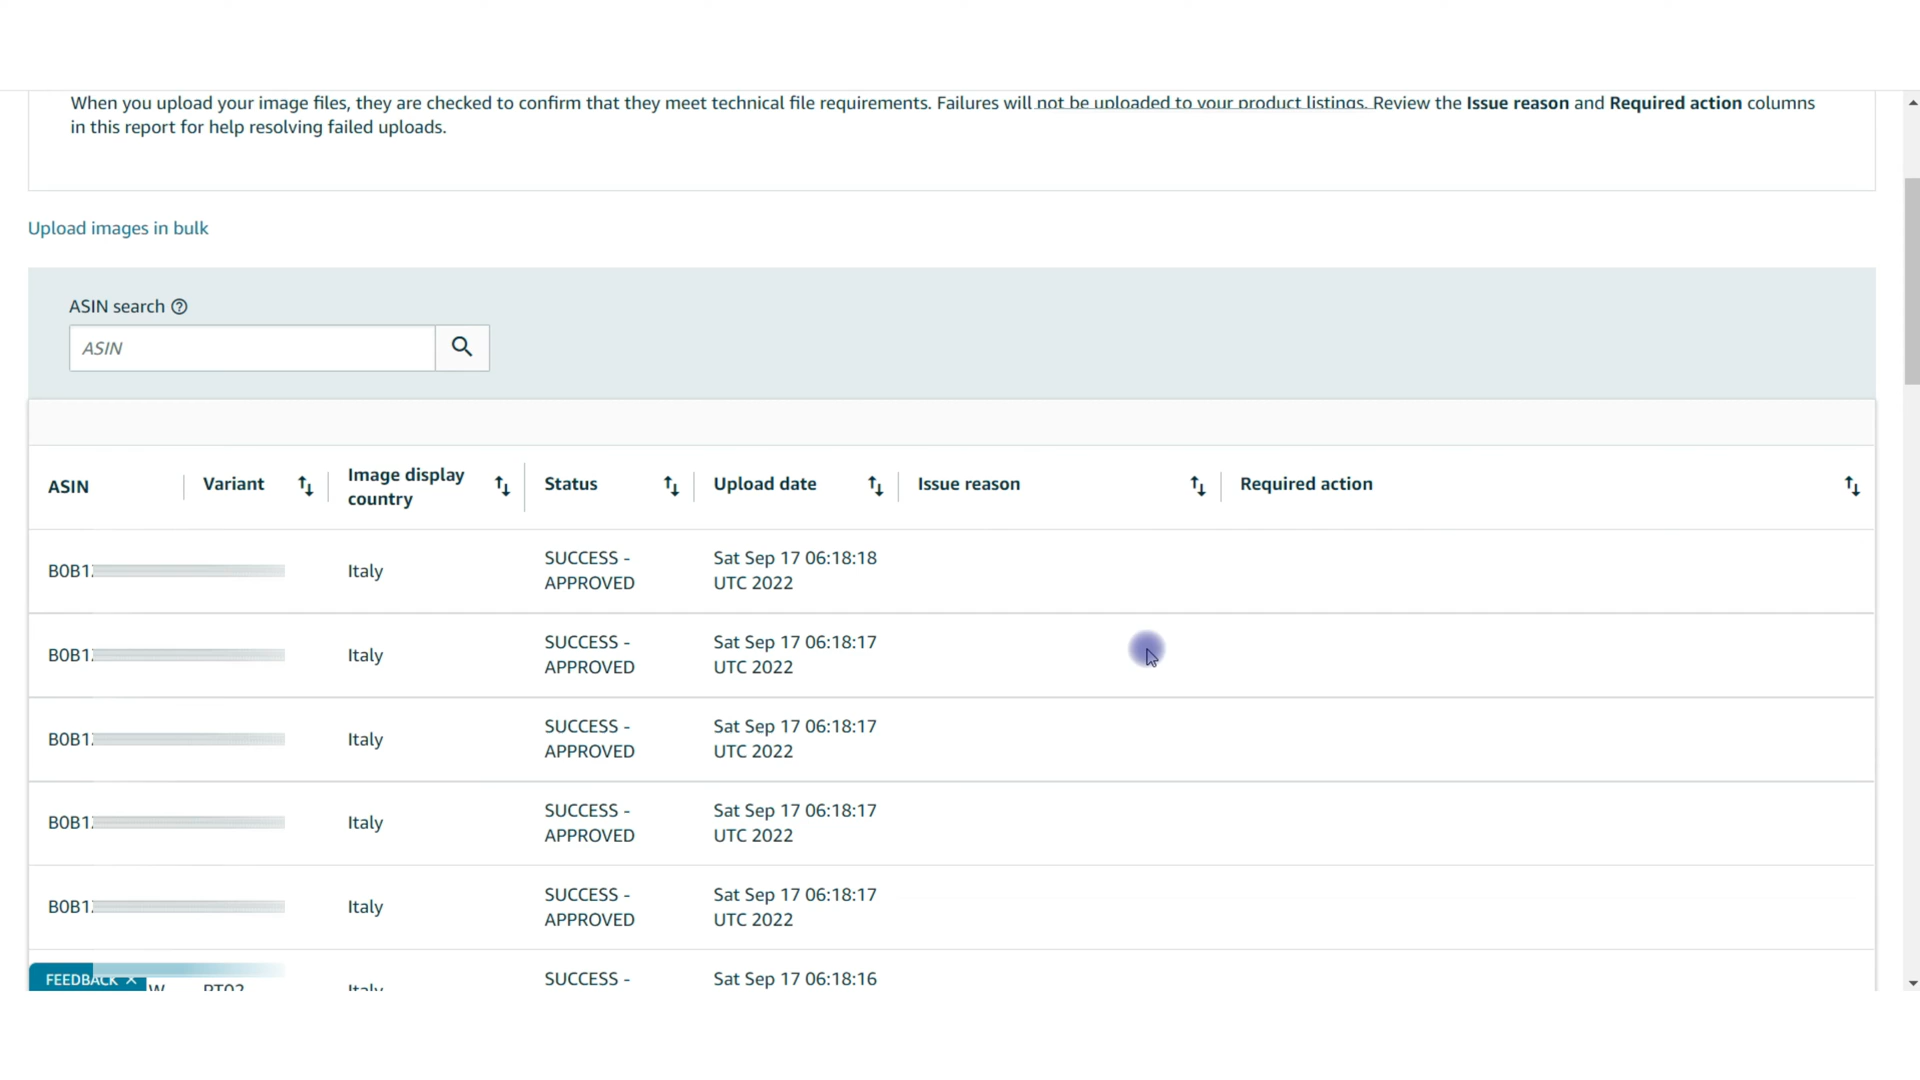 When you upload your image files, they are checked to confirm that they meet technical file requirements. Failures will not be uploaded to your product listings. Review the Issue reason and Required action columns
in this report for help resolving failed uploads.
Upload images in bulk
ASIN search
ASIN
ASIN Variant Image display country Status Upload date Issue reason Required action
B0B1 Italy SUCCESS - APPROVED Sat Sep 17 06:18:18 UTC 2022
B0B1 Italy SUCCESS - APPROVED Sat Sep 17 06:18:17 UTC 2022
B0B1 Italy SUCCESS - APPROVED Sat Sep 17 06:18:17 UTC 2022
B0B1 Italy SUCCESS - APPROVED Sat Sep 17 06:18:17 UTC 2022
B0B1 Italy SUCCESS - APPROVED Sat Sep 17 06:18:17 UTC 2022
W PT02 Italy SUCCESS - Sat Sep 17 06:18:16
FEEDBACK